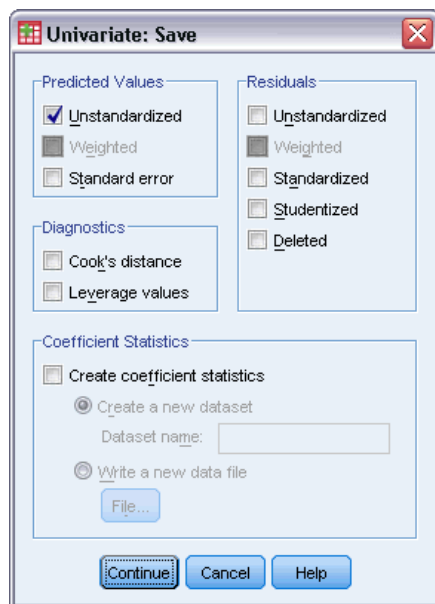 Univariate: Save
Predicted Values
Unstandardized
Weighted
Standard error
Diagnostics
Cook's distance
Leverage values
Residuals
Unstandardized
Weighted
Standardized
Studentized
Deleted
Coefficient Statistics
Create coefficient statistics
Create a new dataset
Dataset name:
Write a new data file
File...
Continue Cancel Help